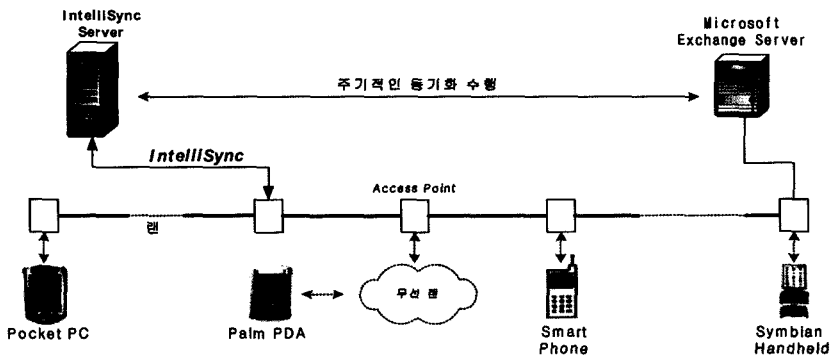 IntelliSync
Server
Microsoft
Exchange Server
주기적인 동기화 수행
IntelliSync
Access Point
랜
무선 랜
Pocket PC
Palm PDA
Smart
Phone
Symbian
Handheld